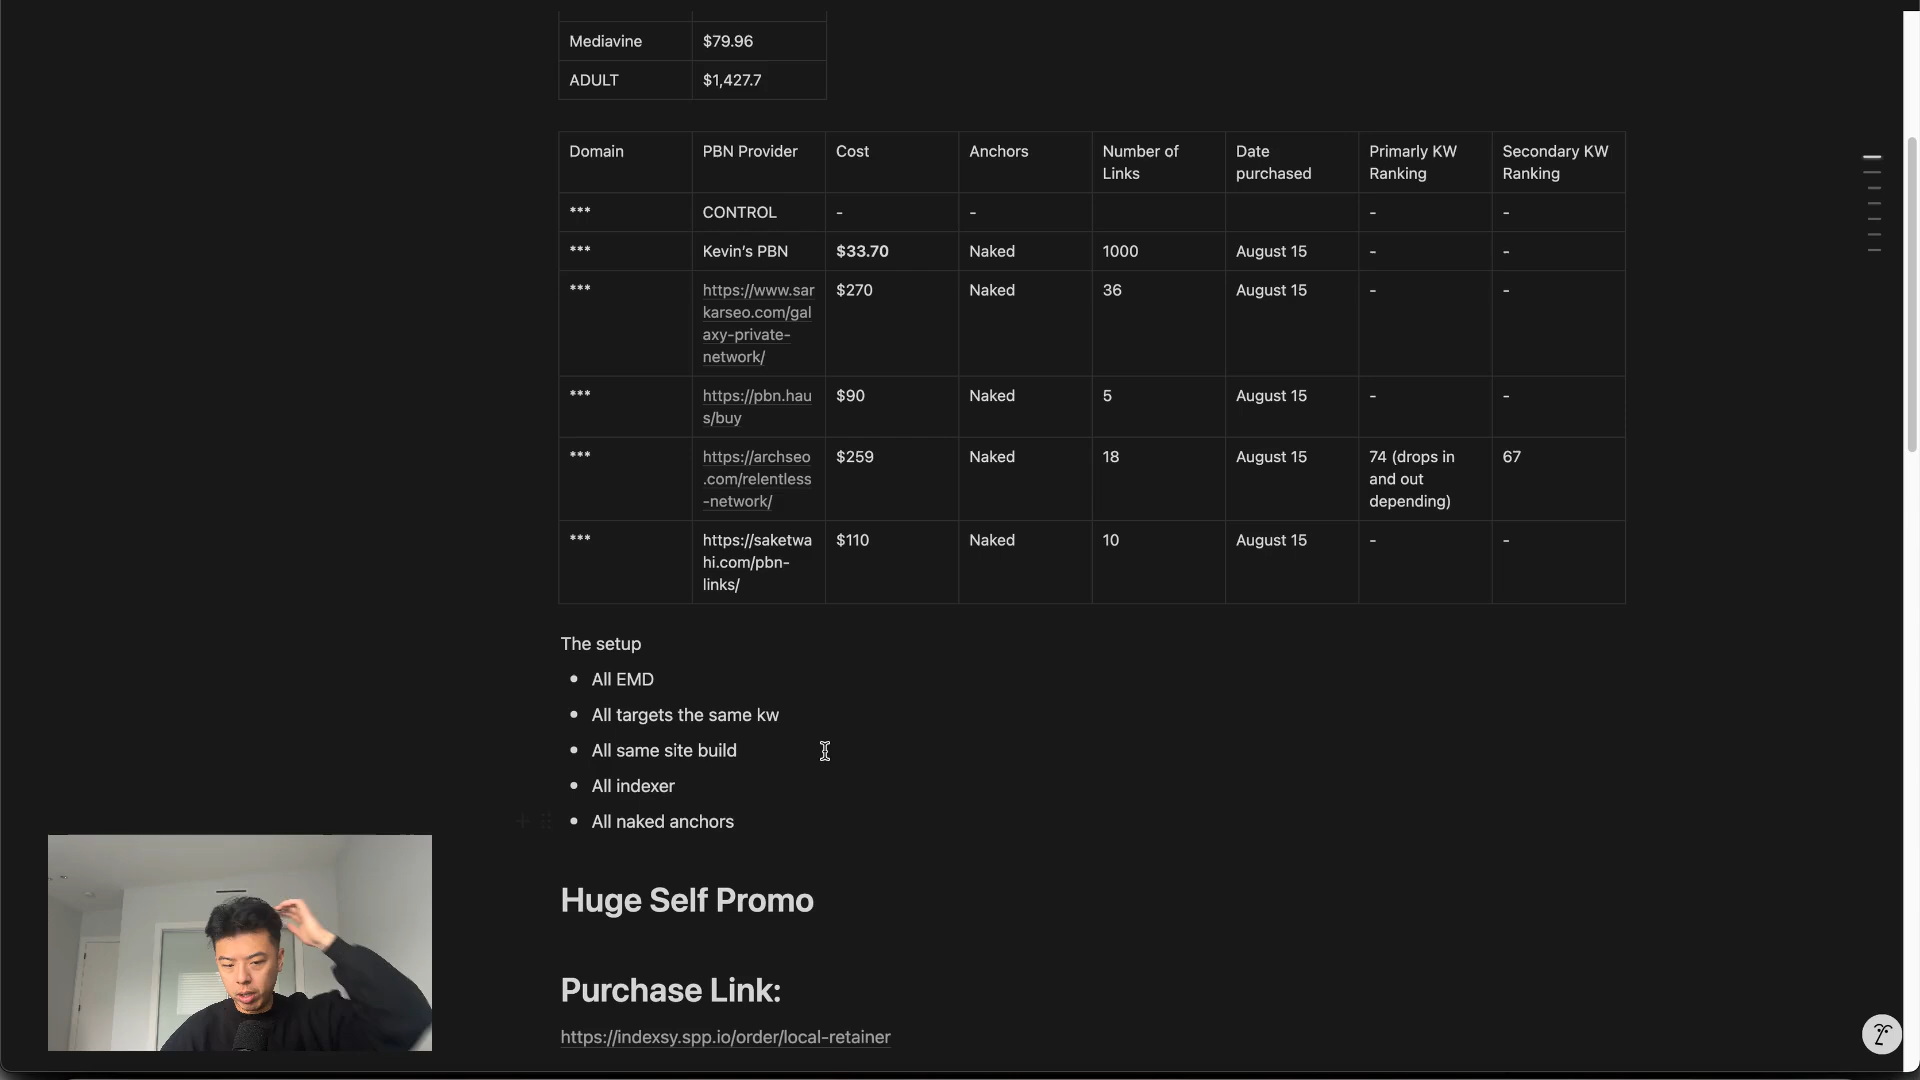 Mediavine $79.96
ADULT $1,427.7
Domain PBN Provider Cost Anchors Number of Links Date purchased Primarly KW Ranking Secondary KW Ranking
*** CONTROL - - - -
*** Kevin's PBN $33.70 Naked 1000 August 15 - -
*** https://www.sarkarseo.com/galaxy-private-network/ $270 Naked 36 August 15 - -
*** https://pbn.haus/buy $90 Naked 5 August 15 - -
*** https://archseo.com/relentless-network/ $259 Naked 18 August 15 74 (drops in and out depending) 67
*** https://saketwahi.com/pbn-links/ $110 Naked 10 August 15 - -
The setup
• All EMD
• All targets the same kw
• All same site build
• All indexer
• All naked anchors
Huge Self Promo
Purchase Link:
https://indexsy.spp.io/order/local-retainer